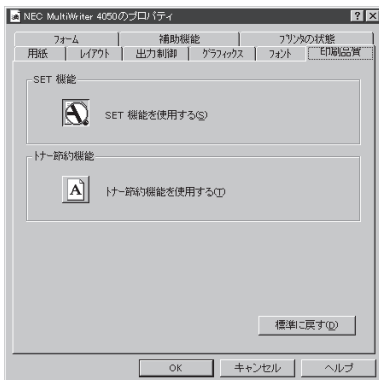 NEC MultiWriter 4050のプロパティ
フォーム 補助機能 プリンタの状態
用紙 レイアウト 出力制御 グラフィックス フォント 印刷品質
SET 機能
SET 機能を使用する(S)
トナー節約機能
A トナー節約機能を使用する(T)
標準に戻す(D)
OK キャンセル ヘルプ